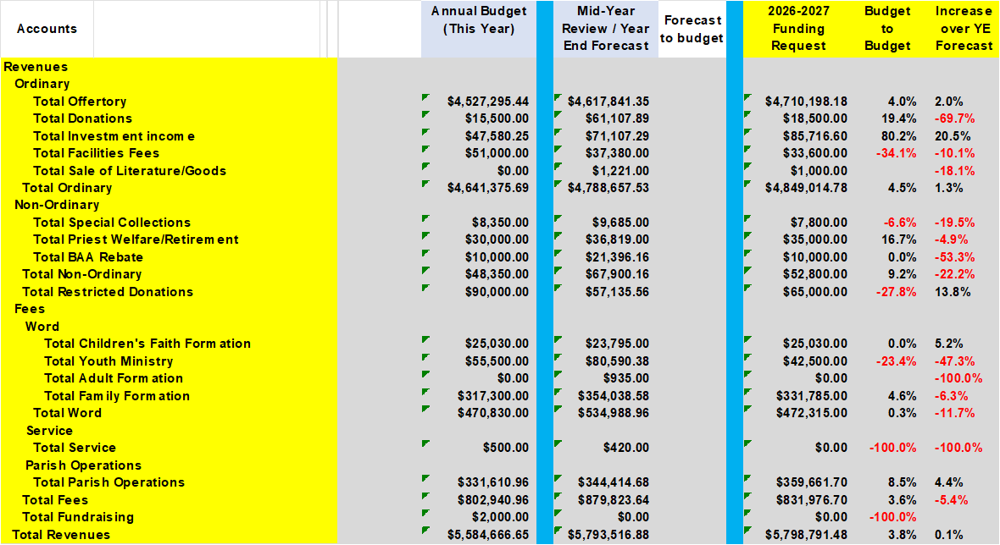 Accounts Annual Budget (This Year) Mid-Year Review / Year End Forecast Forecast to budget 2026-2027 Funding Request Budget to Budget Increase over YE Forecast
Revenues
Ordinary
Total Offertory $4,527,295.44 $4,617,841.35 $4,710,198.18 4.0% 2.0%
Total Donations $15,500.00 $61,107.89 $18,500.00 19.4% -69.7%
Total Investment income $47,580.25 $71,107.29 $85,716.60 80.2% 20.5%
Total Facilities Fees $51,000.00 $37,380.00 $33,600.00 -34.1% -10.1%
Total Sale of Literature/Goods $0.00 $1,221.00 $1,000.00 -18.1%
Total Ordinary $4,641,375.69 $4,788,657.53 $4,849,014.78 4.5% 1.3%
Non-Ordinary
Total Special Collections $8,350.00 $9,685.00 $7,800.00 -6.6% -19.5%
Total Priest Welfare/Retirement $30,000.00 $36,819.00 $35,000.00 16.7% -4.9%
Total BAA Rebate $10,000.00 $21,396.16 $10,000.00 0.0% -53.3%
Total Non-Ordinary $48,350.00 $67,900.16 $52,800.00 9.2% -22.2%
Total Restricted Donations $90,000.00 $57,135.56 $65,000.00 -27.8% 13.8%
Fees
Word
Total Children's Faith Formation $25,030.00 $23,795.00 $25,030.00 0.0% 5.2%
Total Youth Ministry $55,500.00 $80,590.38 $42,500.00 -23.4% -47.3%
Total Adult Formation $0.00 $935.00 $0.00 -100.0%
Total Family Formation $317,300.00 $354,038.58 $331,785.00 4.6% -6.3%
Total Word $470,830.00 $534,988.96 $472,315.00 0.3% -11.7%
Service
Total Service $500.00 $420.00 $0.00 -100.0% -100.0%
Parish Operations
Total Parish Operations $331,610.96 $344,414.68 $359,661.70 8.5% 4.4%
Total Fees $802,940.96 $879,823.64 $831,976.70 3.6% -5.4%
Total Fundraising $2,000.00 $0.00 $0.00 -100.0%
Total Revenues $5,584,666.65 $5,793,516.88 $5,798,791.48 3.8% 0.1%